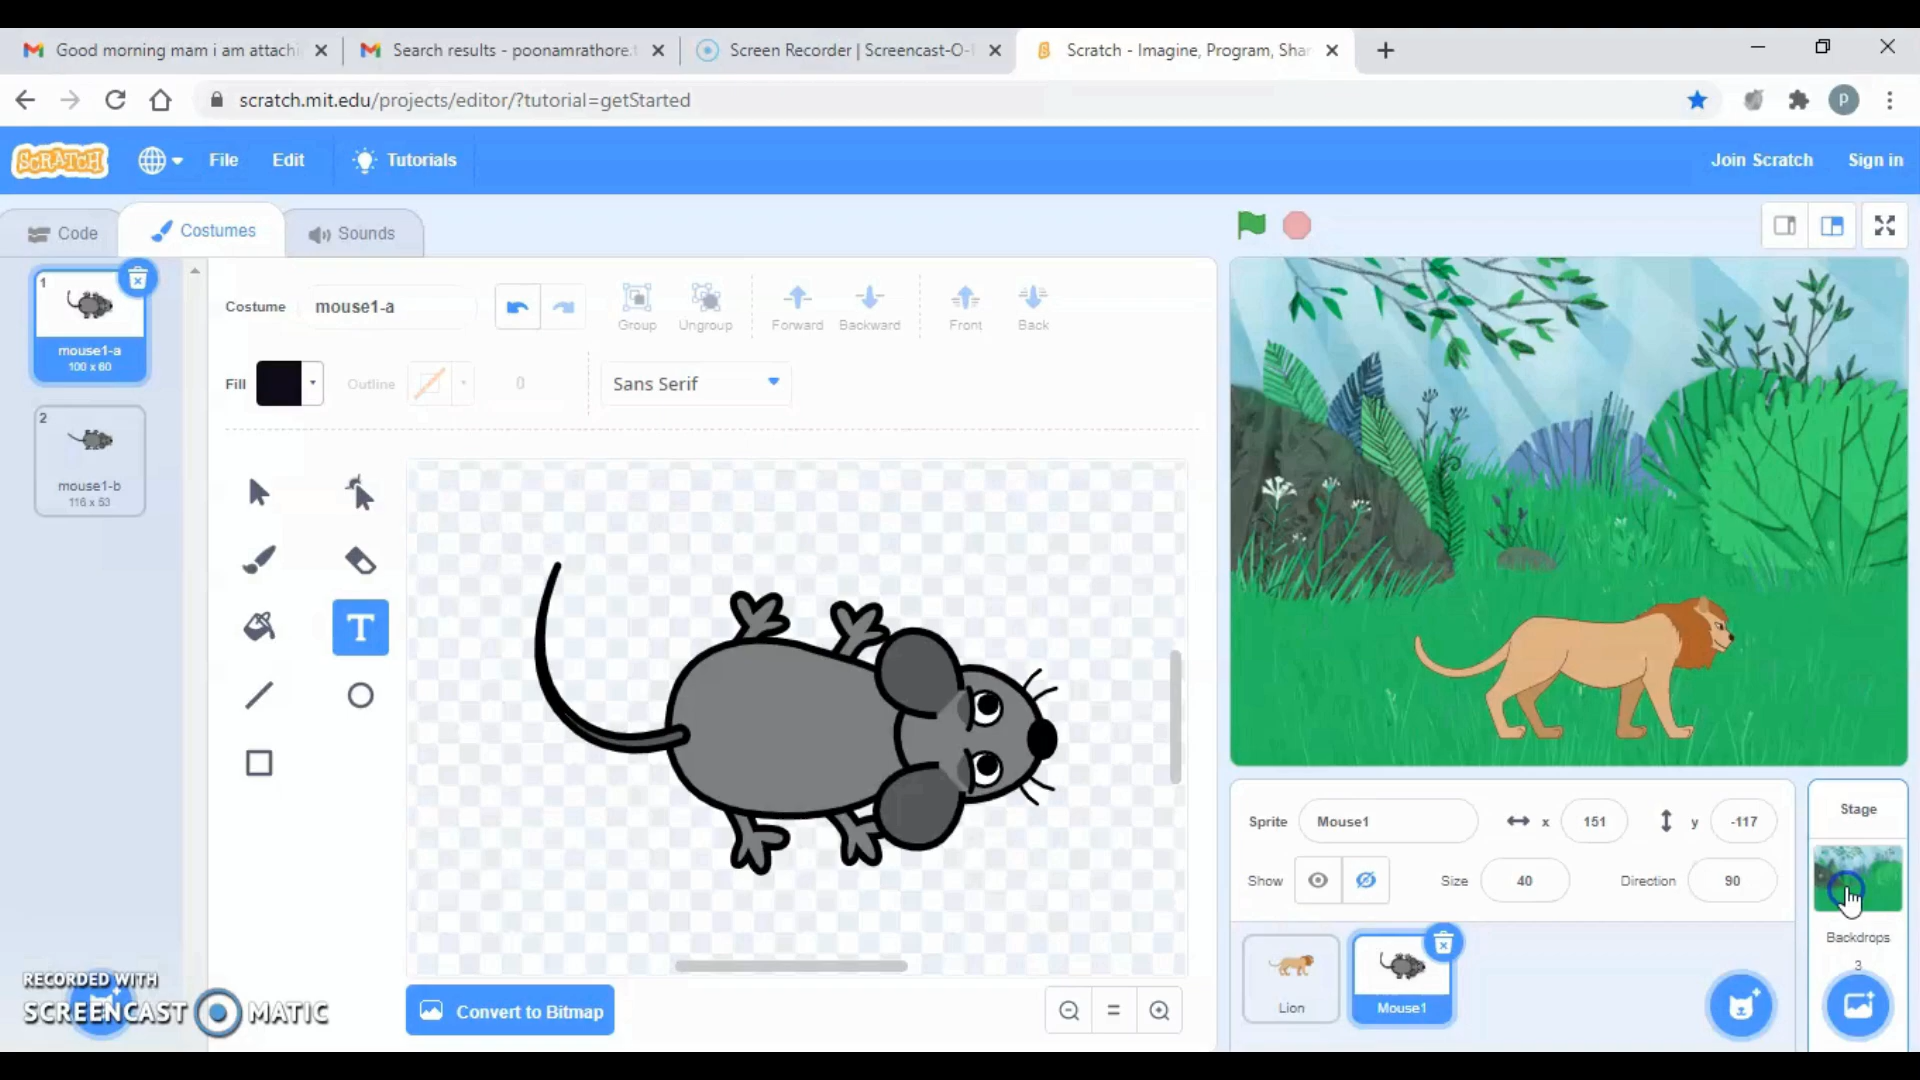 Good morning mam i am attachi
Search results - poonamrathore.t
Screen Recorder | Screencast-O-
Scratch - Imagine, Program, Shar
scratch.mit.edu/projects/editor/?tutorial=getStarted
P
SCRATCH
File
Edit
Tutorials
Join Scratch
Sign in
Code
Costumes
Sounds
1
mouse1-a
100 x 60
2
mouse1-b
116 x 53
Costume
mouse1-a
Group
Ungroup
Forward
Backward
Front
Back
Fill
Outline
0
Sans Serif
T
Convert to Bitmap
Sprite
Mouse1
x
151
y
-117
Show
Size
40
Direction
90
Lion
Mouse1
Stage
Backdrops
3
RECORDED WITH
SCREENCAST MATIC